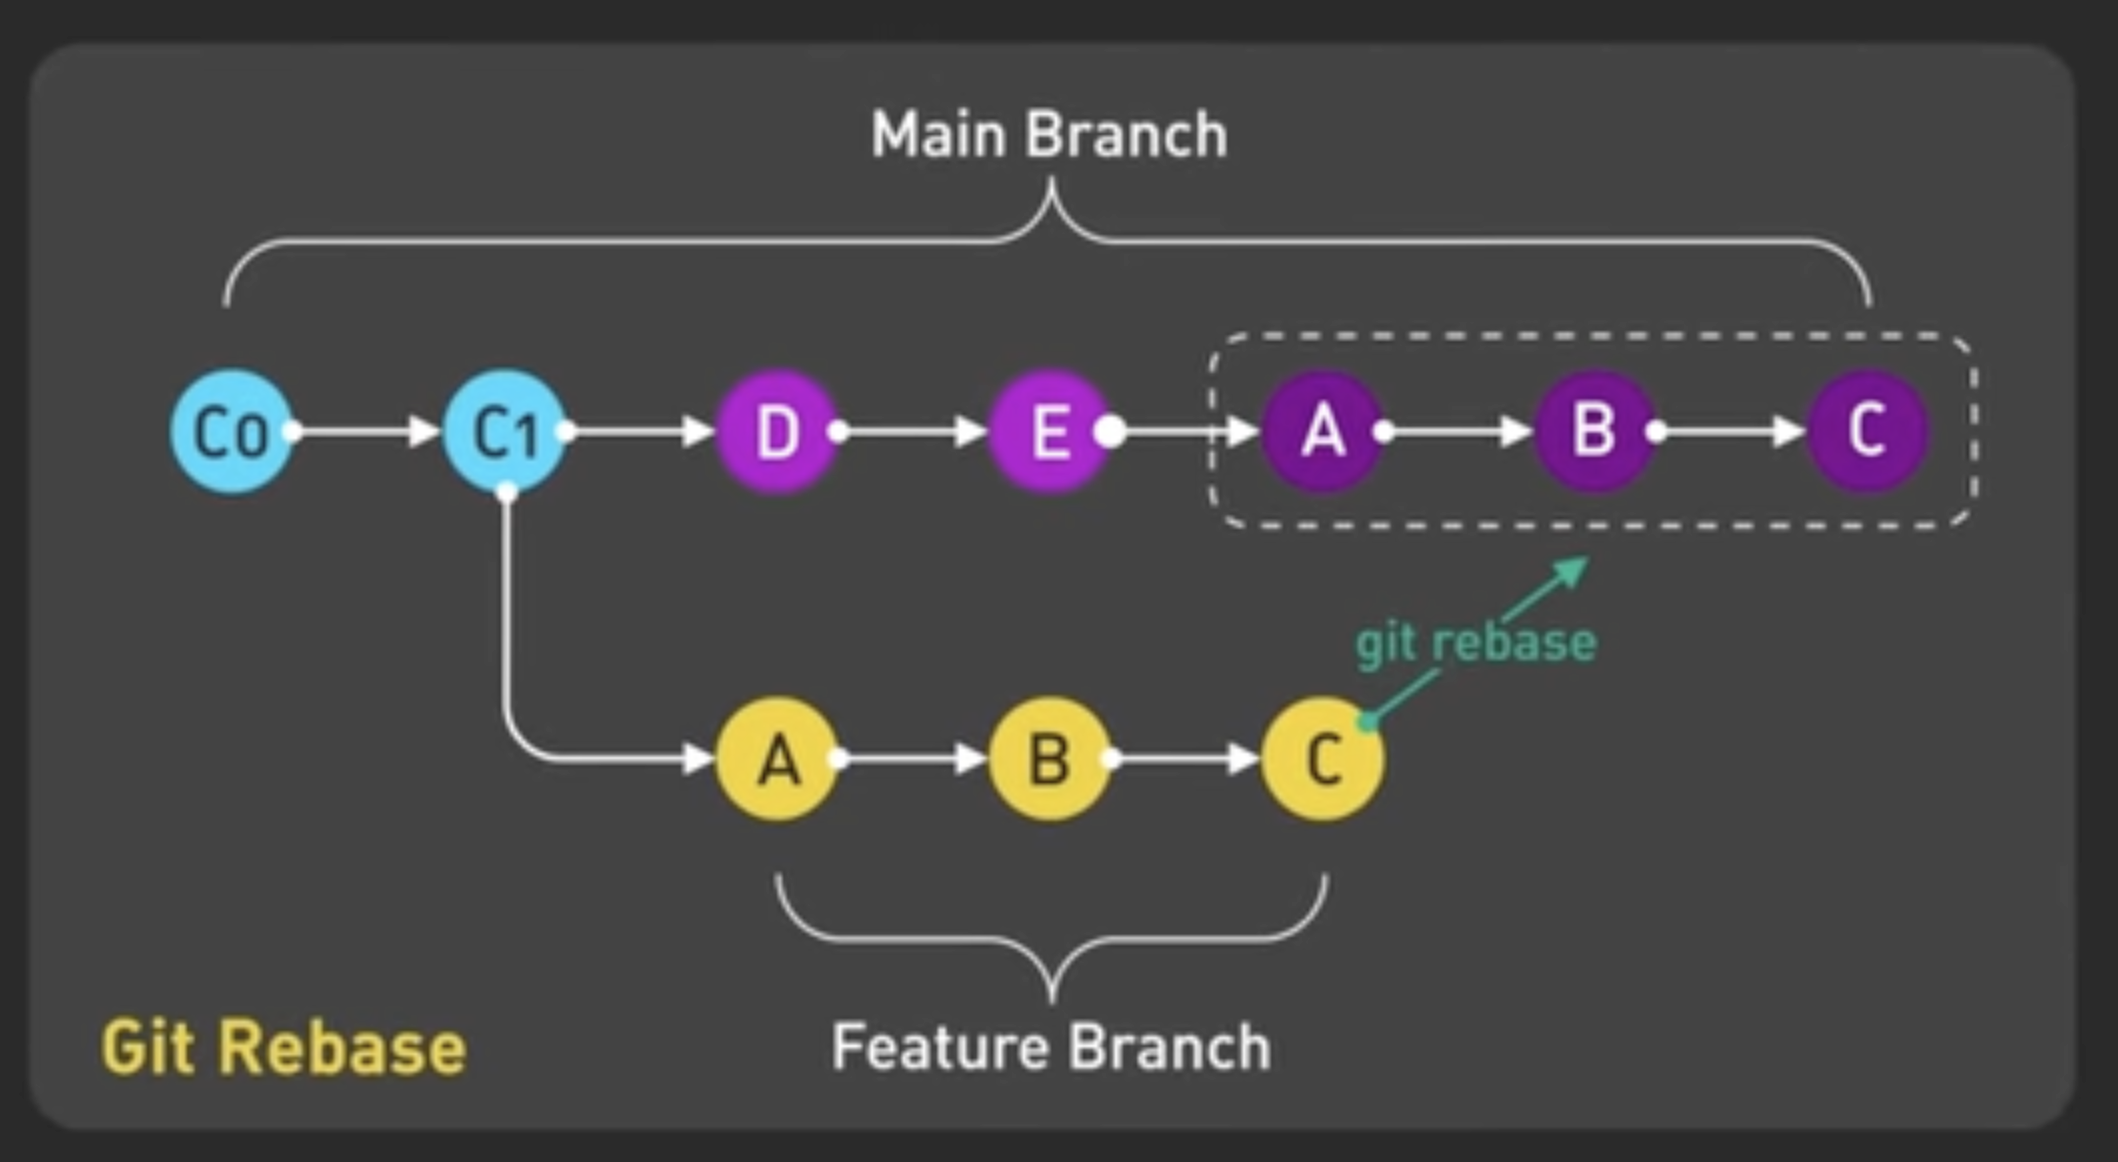 Main Branch
C0 C1 D E A B C
git rebase
A B C
Feature Branch
Git Rebase